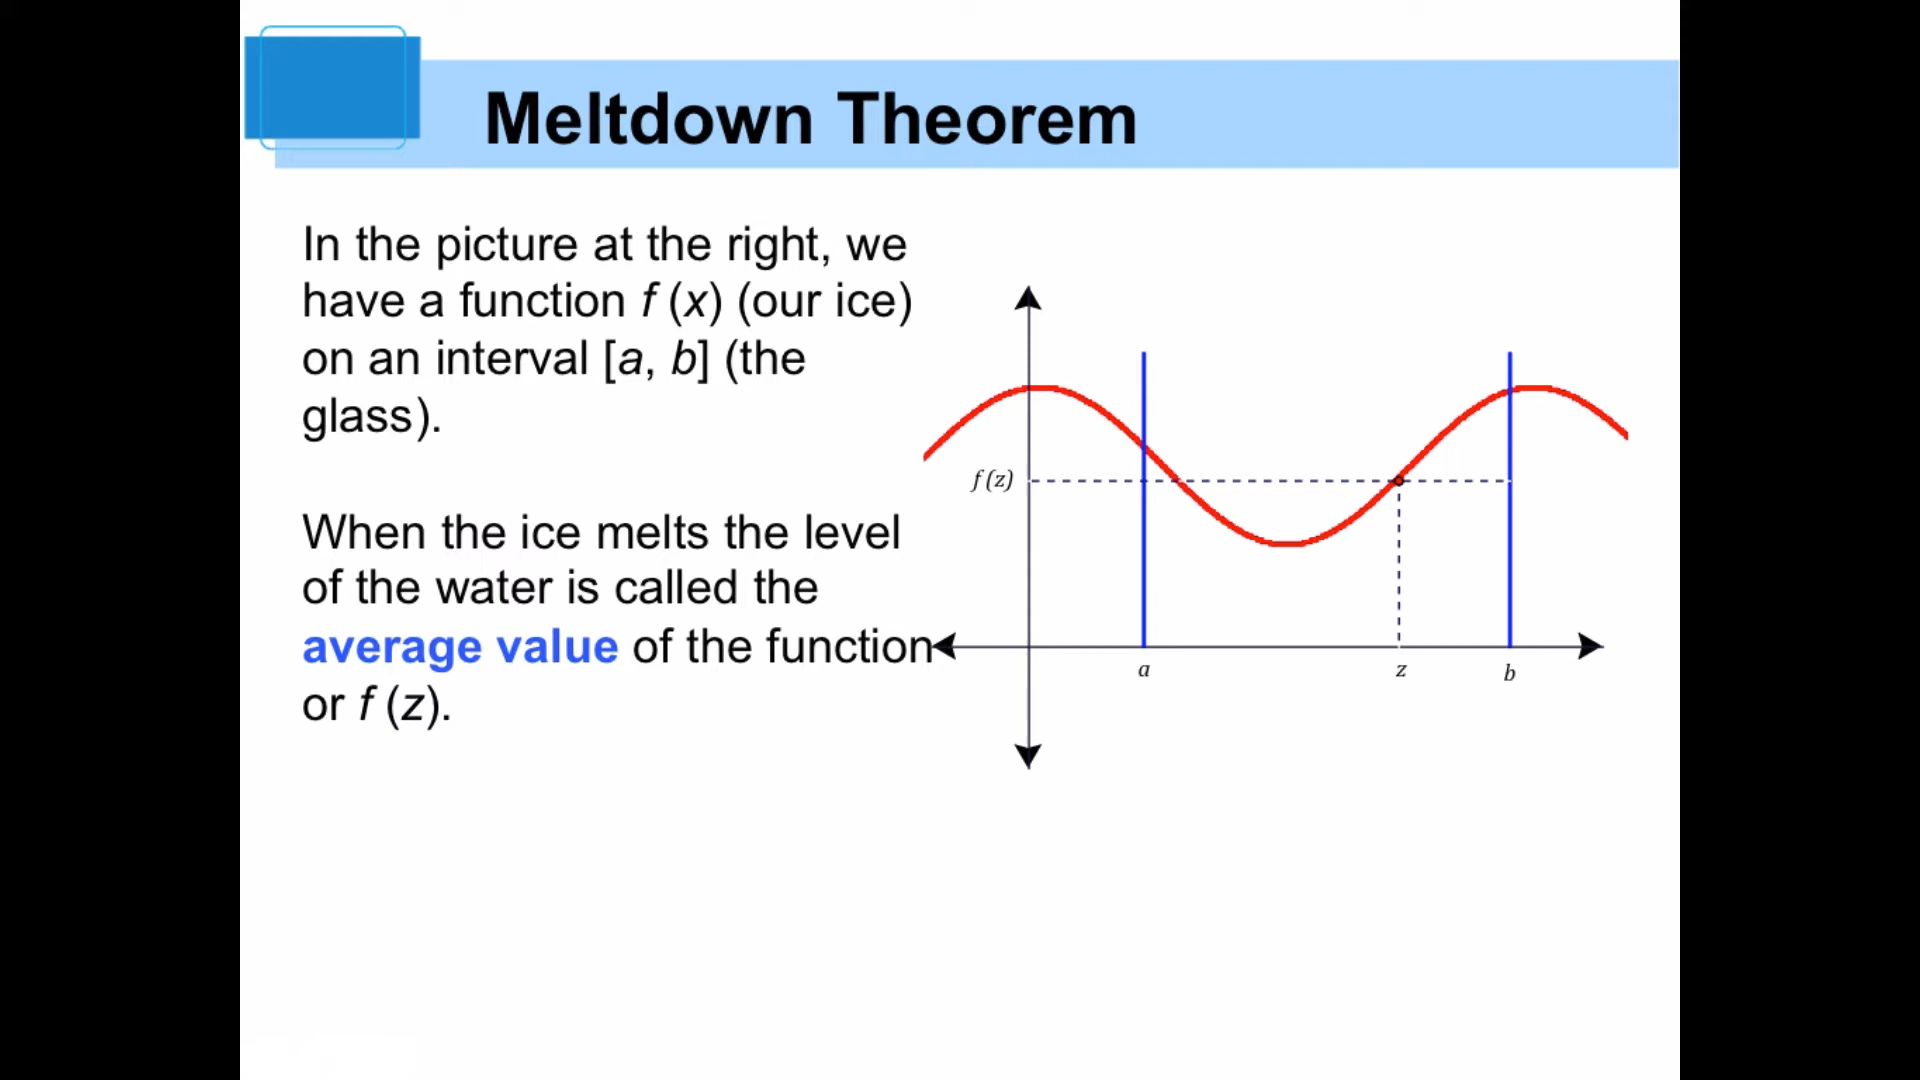 Meltdown Theorem
In the picture at the right, we
have a function f (x) (our ice)
on an interval [a, b] (the
glass).
When the ice melts the level
of the water is called the
average value of the function
or f (z).
f (z)
a
z
b